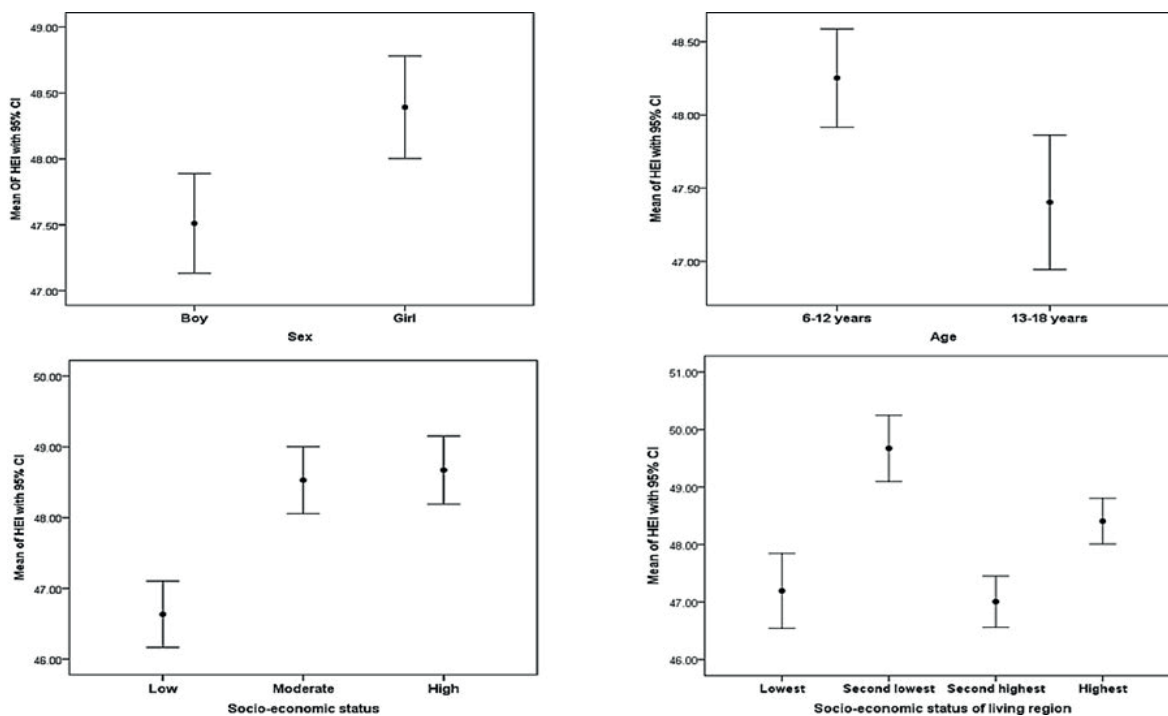 Mean OF HEI with 95% CI
49.00
48.50
48.00
47.50
47.00
Boy Girl
Sex
Mean of HEI with 95% CI
48.50
48.00
47.50
47.00
6-12 years 13-18 years
Age
Mean of HEI with 95% CI
50.00
49.00
48.00
47.00
46.00
Low Moderate High
Socio-economic status
Mean of HEI with 95% CI
51.00
50.00
49.00
48.00
47.00
46.00
Lowest Second lowest Second highest Highest
Socio-economic status of living region